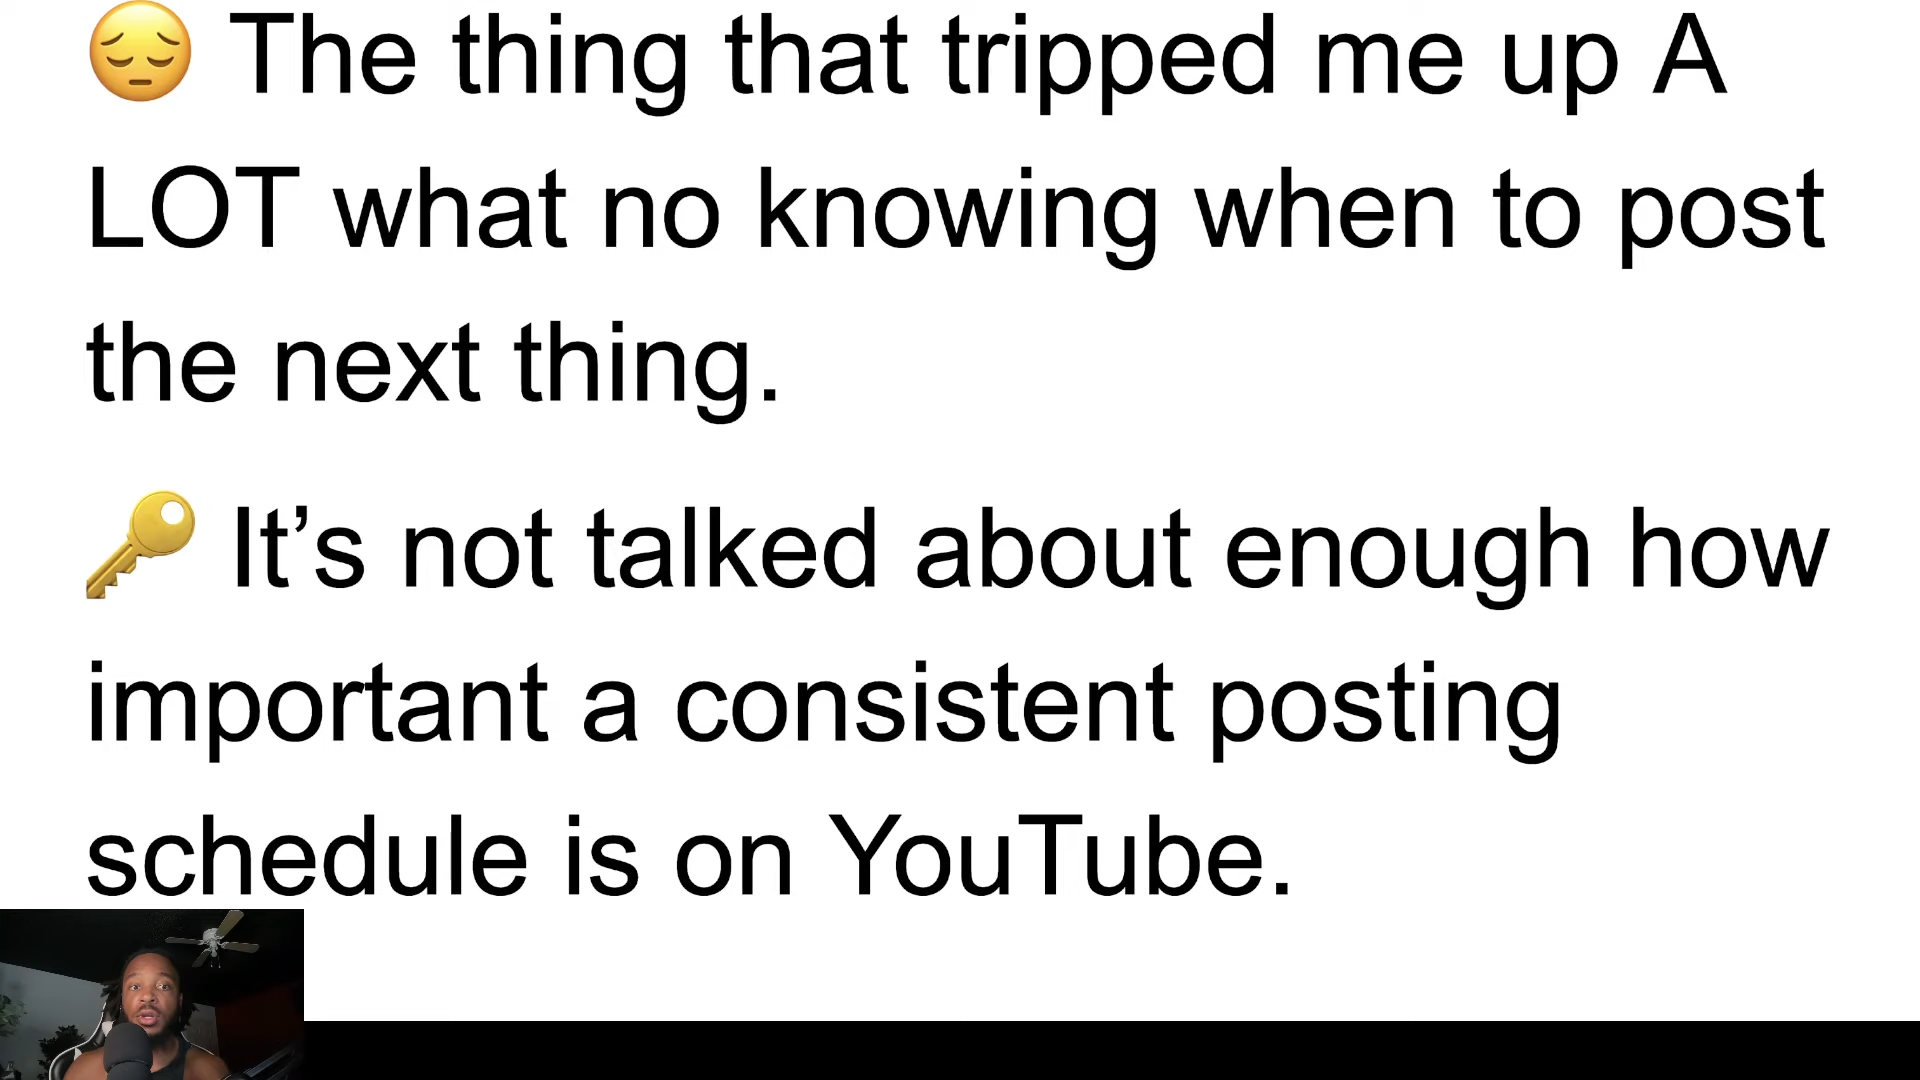 😔 The thing that tripped me up A
LOT what no knowing when to post
the next thing.
🔑 It’s not talked about enough how
important a consistent posting
schedule is on YouTube.